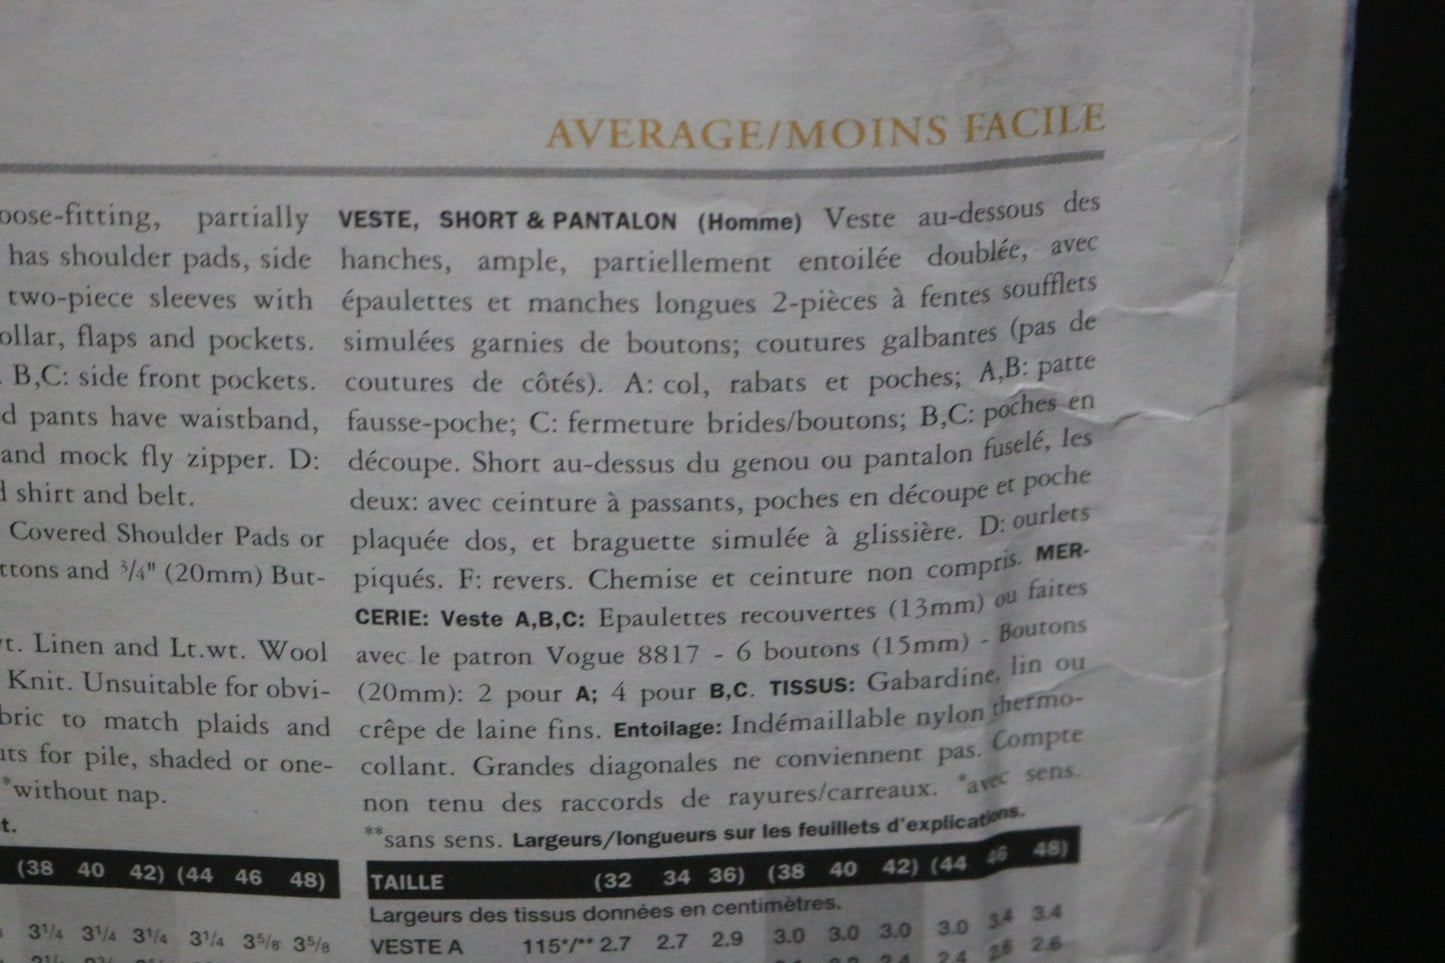 AVERAGE/MOINS FACILE
oose-fitting, partially
has shoulder pads, side
two-piece sleeves with
ollar, flaps and pockets.
. B,C: side front pockets.
d pants have waistband,
and mock fly zipper. D:
d shirt and belt.
Covered Shoulder Pads or
ttons and 3/4" (20mm) But-
t. Linen and Lt.wt. Wool
Knit. Unsuitable for obvi-
bric to match plaids and
ts for pile, shaded or one-
*without nap.
t.
(38 40 42) (44 46 48)
3¼ 3¼ 3¼ 3¼ 3⅝ 3⅝
VESTE, SHORT & PANTALON (Homme) Veste au-dessous des
hanches, ample, partiellement entoilée doublée, avec
épaulettes et manches longues 2-pièces à fentes soufflets
simulées garnies de boutons; coutures galbantes (pas de
coutures de côtés). A: col, rabats et poches; A,B: patte
fausse-poche; C: fermeture brides/boutons; B,C: poches en
découpe. Short au-dessus du genou ou pantalon fuselé, les
deux: avec ceinture à passants, poches en découpe et poche
plaquée dos, et braguette simulée à glissière. D: ourlets
piqués. F: revers. Chemise et ceinture non compris. MER-
CERIE: Veste A,B,C: Epaulettes recouvertes (13mm) ou faites
avec le patron Vogue 8817 - 6 boutons (15mm) - Boutons
(20mm): 2 pour A; 4 pour B,C. TISSUS: Gabardine, lin ou
crêpe de laine fins. Entoilage: Indémaillable nylon thermo-
collant. Grandes diagonales ne conviennent pas. Compte
non tenu des raccords de rayures/carreaux. *avec sens.
**sans sens. Largeurs/longueurs sur les feuillets d'explications.
TAILLE (32 34 36) (38 40 42) (44 46 48)
Largeurs des tissus données en centimètres.
VESTE A 115*/** 2.7 2.7 2.9 3.0 3.0 3.0 3.0 3.4 3.4
2.4 2.6 2.6